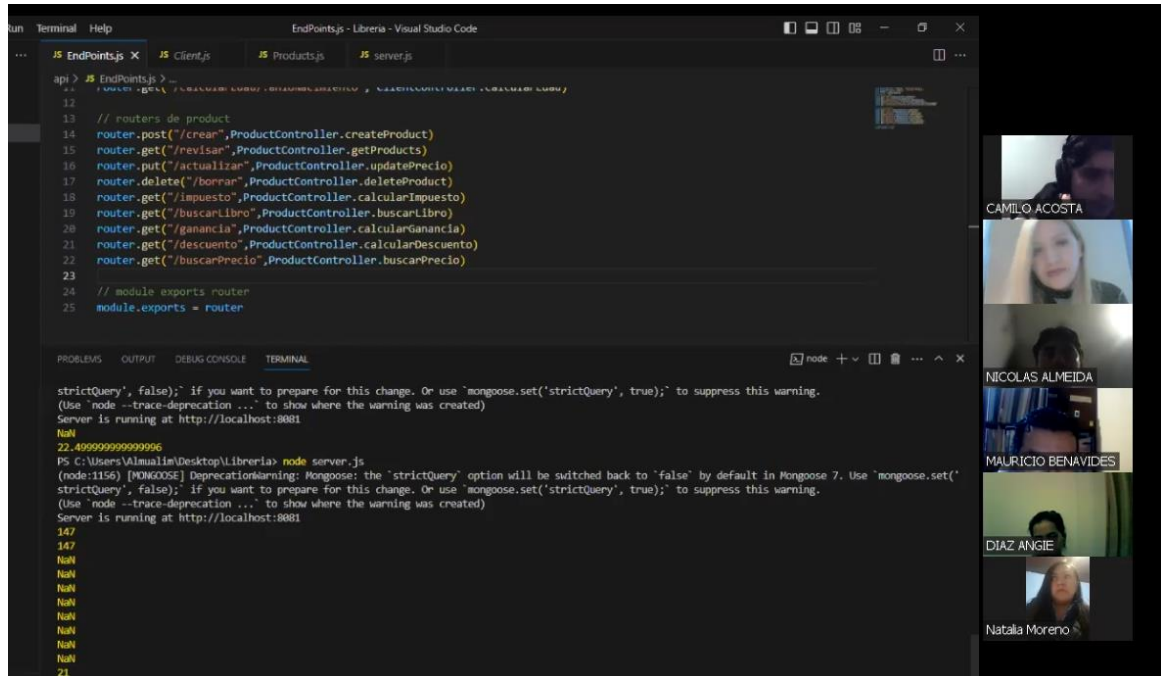 Run Terminal Help EndPoints.js - Libreria - Visual Studio Code
JS EndPoints.js JS Client.js JS Products.js JS server.js
api > JS EndPoints.js > ...
12
13 // routers de product
14 router.post("/crear",ProductController.createProduct)
15 router.get("/revisar",ProductController.getProducts)
16 router.put("/actualizar",ProductController.updatePrecio)
17 router.delete("/borrar",ProductController.deleteProduct)
18 router.get("/impuesto",ProductController.calcularImpuesto)
19 router.get("/buscarLibro",ProductController.buscarLibro)
20 router.get("/ganancia",ProductController.calcularGanancia)
21 router.get("/descuento",ProductController.calcularDescuento)
22 router.get("/buscarPrecio",ProductController.buscarPrecio)
23
24 // module exports router
25 module.exports = router
PROBLEMS OUTPUT DEBUG CONSOLE TERMINAL node
strictQuery', false);` if you want to prepare for this change. Or use `mongoose.set('strictQuery', true);` to suppress this warning.
(Use `node --trace-deprecation ...` to show where the warning was created)
Server is running at http://localhost:8081
NaN
22.499999999999996
PS C:\Users\Almualim\Desktop\Libreria> node server.js
(node:1156) [MONGOOSE] DeprecationWarning: Mongoose: the `strictQuery` option will be switched back to `false` by default in Mongoose 7. Use `mongoose.set('
strictQuery', false);` if you want to prepare for this change. Or use `mongoose.set('strictQuery', true);` to suppress this warning.
(Use `node --trace-deprecation ...` to show where the warning was created)
Server is running at http://localhost:8081
147
147
NaN
NaN
NaN
NaN
NaN
NaN
NaN
NaN
21
CAMILO ACOSTA
NICOLAS ALMEIDA
MAURICIO BENAVIDES
DIAZ ANGIE
Natalia Moreno